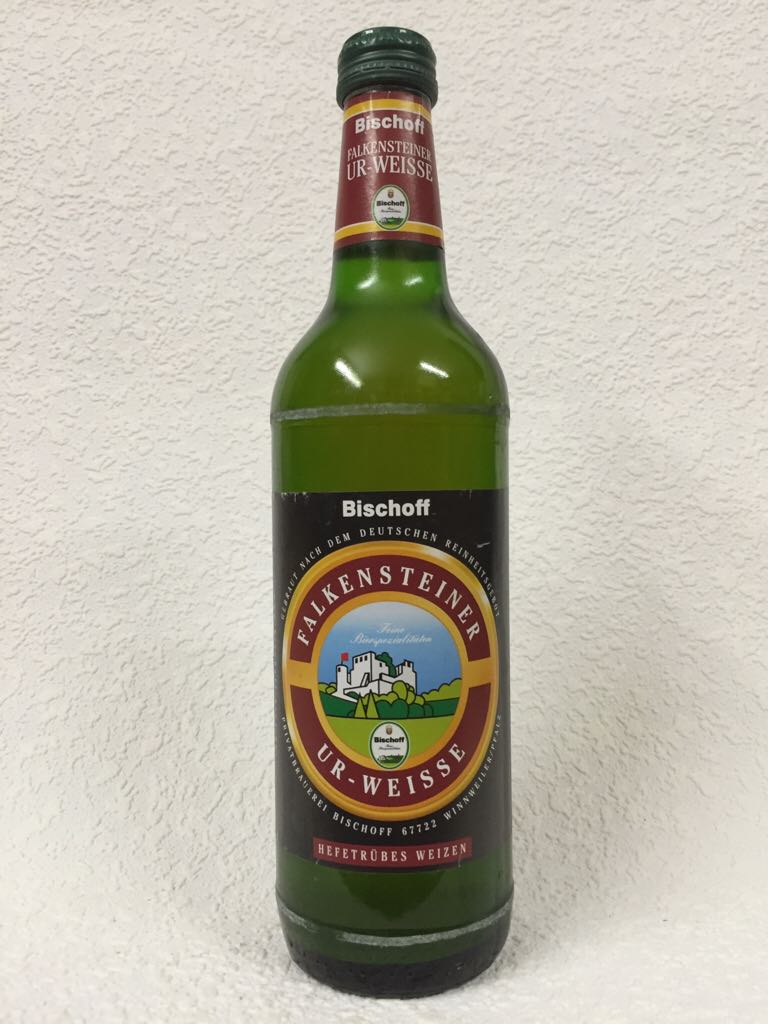 Bischoff
FALKENSTEINER
UR-WEISSE
Bischoff
Bischoff
GEBRAUT NACH DEM DEUTSCHEN REINHEITSGEBOT
FALKENSTEINER
Feine
Bierspezialitäten
Bischoff
UR-WEISSE
PRIVATBRAUEREI BISCHOFF 67722 WINNWEILER/PFALZ
HEFETRÜBES WEIZEN